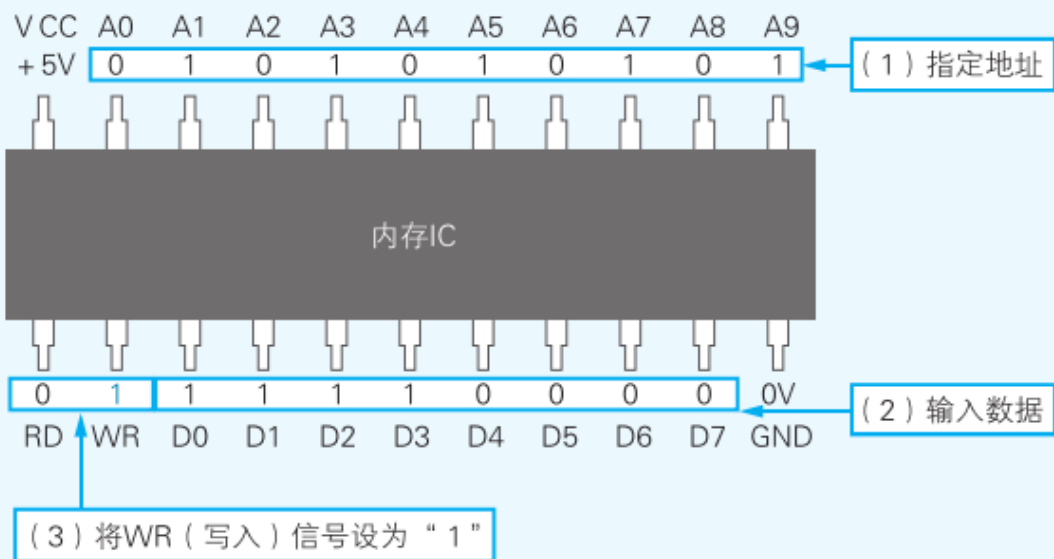 V CC A0 A1 A2 A3 A4 A5 A6 A7 A8 A9
+5V 0 1 0 1 0 1 0 1 0 1
（1）指定地址
内存IC
0 1 1 1 1 1 0 0 0 0 0V
RD WR D0 D1 D2 D3 D4 D5 D6 D7 GND
（2）输入数据
（3）将WR（写入）信号设为“1”